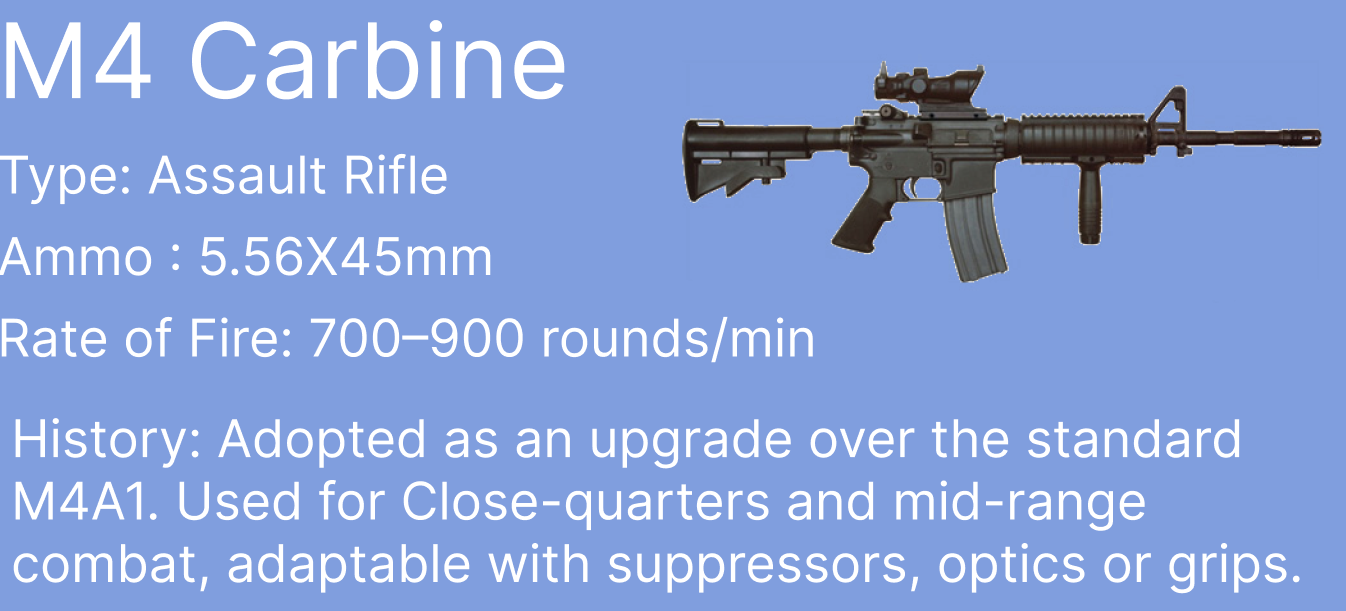 M4 Carbine
Type: Assault Rifle
Ammo : 5.56X45mm
Rate of Fire: 700–900 rounds/min
History: Adopted as an upgrade over the standard
M4A1. Used for Close-quarters and mid-range
combat, adaptable with suppressors, optics or grips.